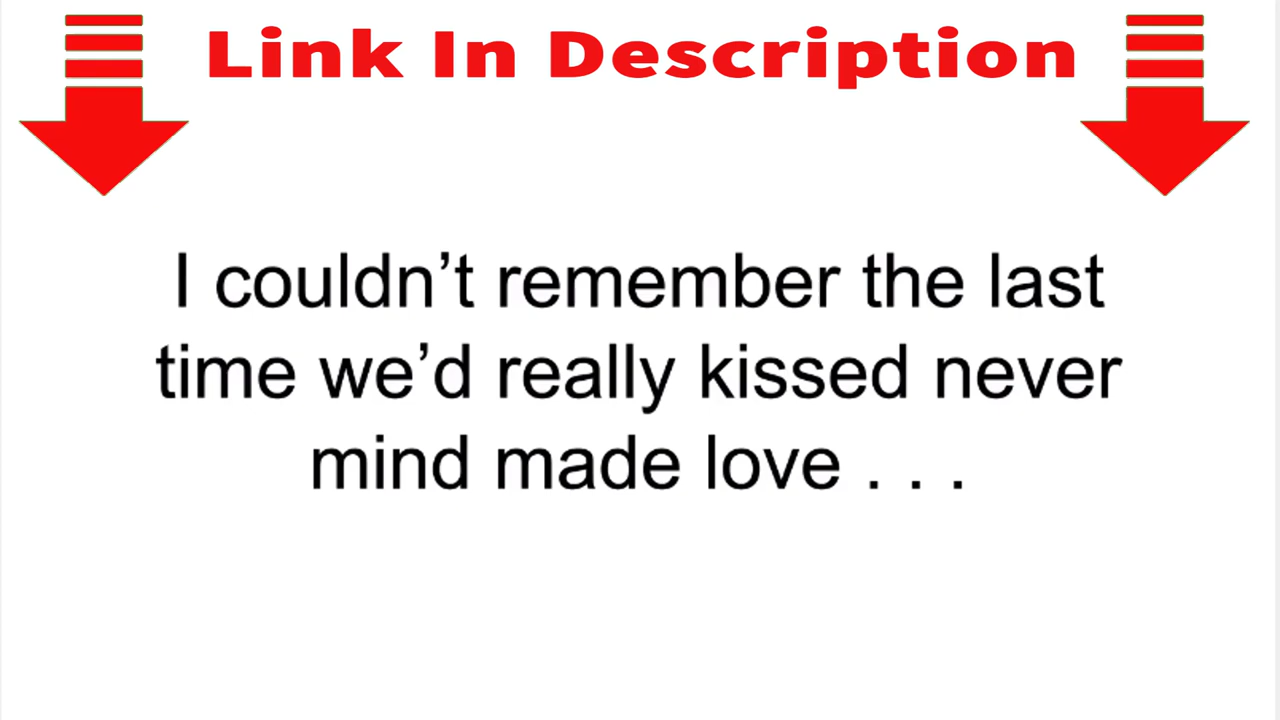 Link In Description
I couldn’t remember the last
time we’d really kissed never
mind made love . . .